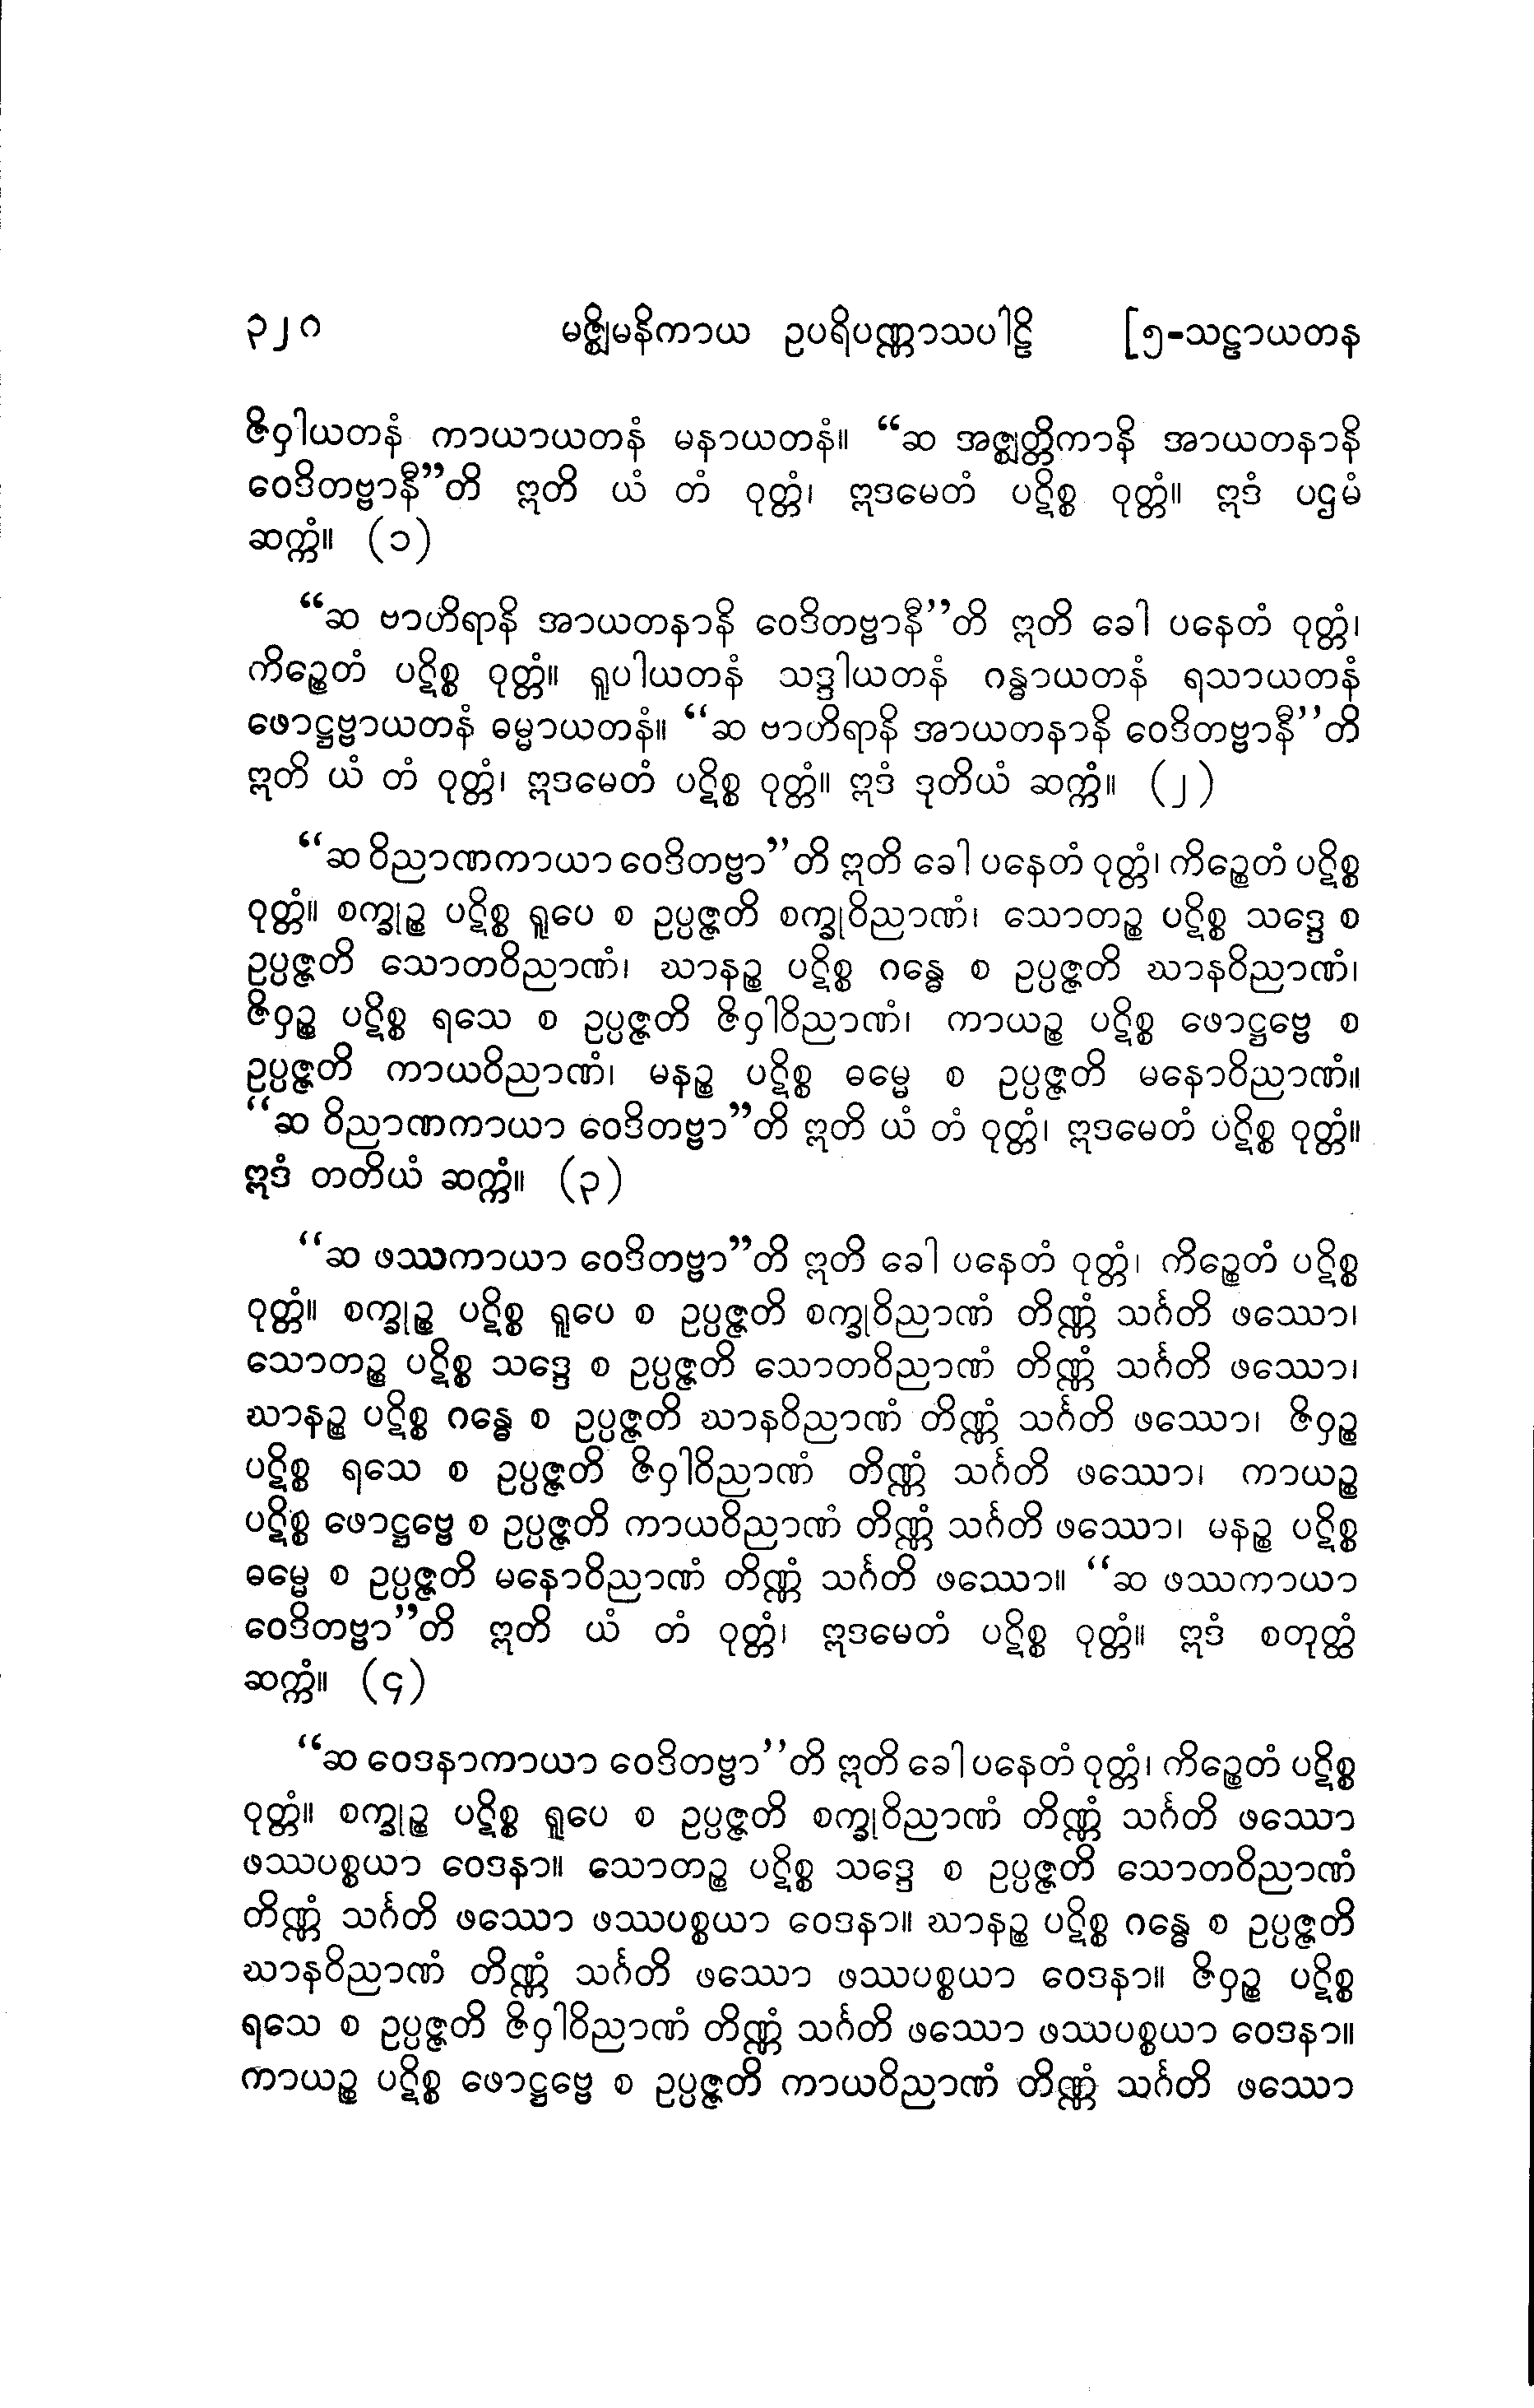 ၃၂၈ မဇ္ဈိမနိကာယ ဥပရိပဏ္ဏာသပါဠိ [၅-သဠာယတန
ဇိဝှါယတနံ ကာယာယတနံ မနာယတနံ။ “ဆ အဇ္ဈတ္တိကာနိ အာယတနာနိ
ဝေဒိတဗ္ဗာနီ”တိ ဣတိ ယံ တံ ဝုတ္တံ၊ ဣဒမေတံ ပဋိစ္စ ဝုတ္တံ။ ဣဒံ ပဌမံ
ဆက္ကံ။ (၁)
“ဆ ဗာဟိရာနိ အာယတနာနိ ဝေဒိတဗ္ဗာနီ”တိ ဣတိ ခေါ ပနေတံ ဝုတ္တံ၊
ကိဉ္စေတံ ပဋိစ္စ ဝုတ္တံ။ ရူပါယတနံ သဒ္ဒါယတနံ ဂန္ဓာယတနံ ရသာယတနံ
ဖောဋ္ဌဗ္ဗာယတနံ ဓမ္မာယတနံ။ “ဆ ဗာဟိရာနိ အာယတနာနိ ဝေဒိတဗ္ဗာနီ”တိ
ဣတိ ယံ တံ ဝုတ္တံ၊ ဣဒမေတံ ပဋိစ္စ ဝုတ္တံ။ ဣဒံ ဒုတိယံ ဆက္ကံ။ (၂)
“ဆ ဝိညာဏကာယာ ဝေဒိတဗ္ဗာ”တိ ဣတိ ခေါ ပနေတံ ဝုတ္တံ၊ ကိဉ္စေတံ ပဋိစ္စ
ဝုတ္တံ။ စက္ခုဉ္စ ပဋိစ္စ ရူပေ စ ဥပ္ပဇ္ဇတိ စက္ခုဝိညာဏံ၊ သောတဉ္စ ပဋိစ္စ သဒ္ဒေ စ
ဥပ္ပဇ္ဇတိ သောတဝိညာဏံ၊ ဃာနဉ္စ ပဋိစ္စ ဂန္ဓေ စ ဥပ္ပဇ္ဇတိ ဃာနဝိညာဏံ၊
ဇိဝှဉ္စ ပဋိစ္စ ရသေ စ ဥပ္ပဇ္ဇတိ ဇိဝှါဝိညာဏံ၊ ကာယဉ္စ ပဋိစ္စ ဖောဋ္ဌဗ္ဗေ စ
ဥပ္ပဇ္ဇတိ ကာယဝိညာဏံ၊ မနဉ္စ ပဋိစ္စ ဓမ္မေ စ ဥပ္ပဇ္ဇတိ မနောဝိညာဏံ။
“ဆ ဝိညာဏကာယာ ဝေဒိတဗ္ဗာ”တိ ဣတိ ယံ တံ ဝုတ္တံ၊ ဣဒမေတံ ပဋိစ္စ ဝုတ္တံ။
ဣဒံ တတိယံ ဆက္ကံ။ (၃)
“ဆ ဖဿကာယာ ဝေဒိတဗ္ဗာ”တိ ဣတိ ခေါ ပနေတံ ဝုတ္တံ၊ ကိဉ္စေတံ ပဋိစ္စ
ဝုတ္တံ။ စက္ခုဉ္စ ပဋိစ္စ ရူပေ စ ဥပ္ပဇ္ဇတိ စက္ခုဝိညာဏံ တိဏ္ဏံ သင်္ဂတိ ဖဿော၊
သောတဉ္စ ပဋိစ္စ သဒ္ဒေ စ ဥပ္ပဇ္ဇတိ သောတဝိညာဏံ တိဏ္ဏံ သင်္ဂတိ ဖဿော၊
ဃာနဉ္စ ပဋိစ္စ ဂန္ဓေ စ ဥပ္ပဇ္ဇတိ ဃာနဝိညာဏံ တိဏ္ဏံ သင်္ဂတိ ဖဿော၊ ဇိဝှဉ္စ
ပဋိစ္စ ရသေ စ ဥပ္ပဇ္ဇတိ ဇိဝှါဝိညာဏံ တိဏ္ဏံ သင်္ဂတိ ဖဿော၊ ကာယဉ္စ
ပဋိစ္စ ဖောဋ္ဌဗ္ဗေ စ ဥပ္ပဇ္ဇတိ ကာယဝိညာဏံ တိဏ္ဏံ သင်္ဂတိ ဖဿော၊ မနဉ္စ ပဋိစ္စ
ဓမ္မေ စ ဥပ္ပဇ္ဇတိ မနောဝိညာဏံ တိဏ္ဏံ သင်္ဂတိ ဖဿော။ “ဆ ဖဿကာယာ
ဝေဒိတဗ္ဗာ”တိ ဣတိ ယံ တံ ဝုတ္တံ၊ ဣဒမေတံ ပဋိစ္စ ဝုတ္တံ။ ဣဒံ စတုတ္ထံ
ဆက္ကံ။ (၄)
“ဆ ဝေဒနာကာယာ ဝေဒိတဗ္ဗာ”တိ ဣတိ ခေါ ပနေတံ ဝုတ္တံ၊ ကိဉ္စေတံ ပဋိစ္စ
ဝုတ္တံ။ စက္ခုဉ္စ ပဋိစ္စ ရူပေ စ ဥပ္ပဇ္ဇတိ စက္ခုဝိညာဏံ တိဏ္ဏံ သင်္ဂတိ ဖဿော
ဖဿပစ္စယာ ဝေဒနာ။ သောတဉ္စ ပဋိစ္စ သဒ္ဒေ စ ဥပ္ပဇ္ဇတိ သောတဝိညာဏံ
တိဏ္ဏံ သင်္ဂတိ ဖဿော ဖဿပစ္စယာ ဝေဒနာ။ ဃာနဉ္စ ပဋိစ္စ ဂန္ဓေ စ ဥပ္ပဇ္ဇတိ
ဃာနဝိညာဏံ တိဏ္ဏံ သင်္ဂတိ ဖဿော ဖဿပစ္စယာ ဝေဒနာ။ ဇိဝှဉ္စ ပဋိစ္စ
ရသေ စ ဥပ္ပဇ္ဇတိ ဇိဝှါဝိညာဏံ တိဏ္ဏံ သင်္ဂတိ ဖဿော ဖဿပစ္စယာ ဝေဒနာ။
ကာယဉ္စ ပဋိစ္စ ဖောဋ္ဌဗ္ဗေ စ ဥပ္ပဇ္ဇတိ ကာယဝိညာဏံ တိဏ္ဏံ သင်္ဂတိ ဖဿော